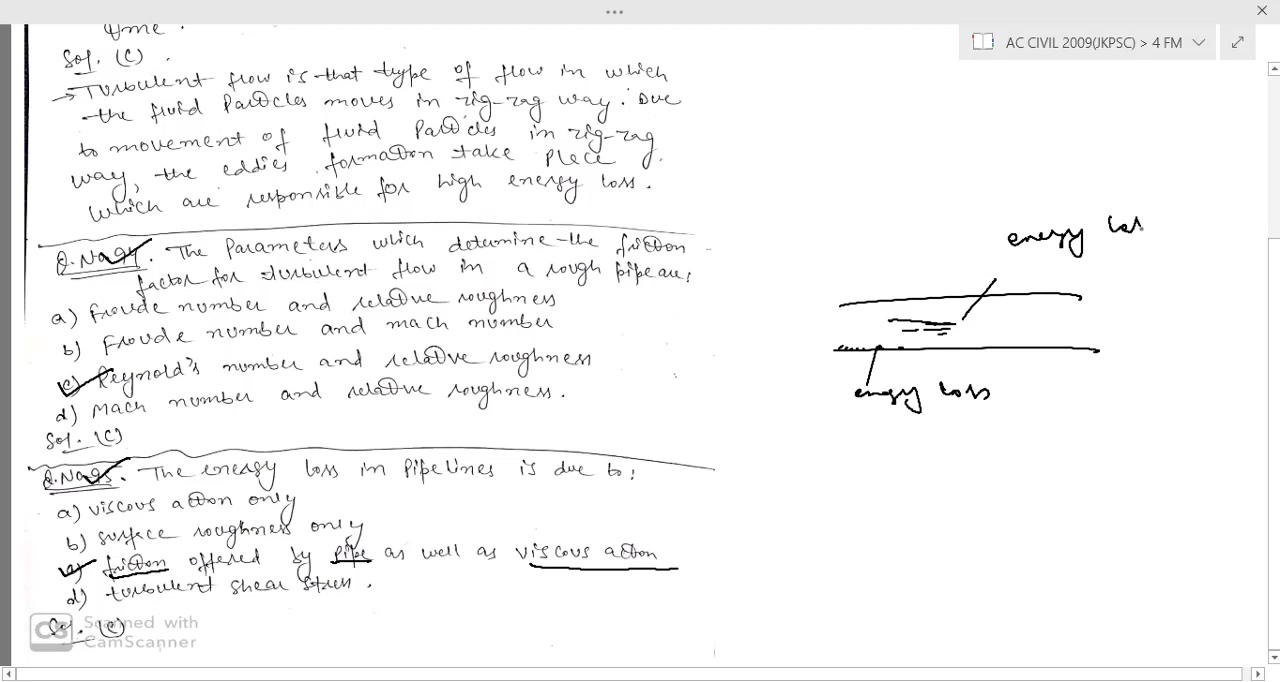 AC CIVIL 2009(JKPSC) > 4 FM
time.
Sol. (C).
→ Turbulent flow is that type of flow in which
the fluid particles moves in zig-zag way. Due
to movement of fluid particles in zig-zag
way, the eddies formation take place
which are responsible for high energy loss.
Q.No94. The parameters which determine the friction
factor for turbulent flow in a rough pipe are:
a) Froude number and relative roughness
b) Froude number and mach number
c) Reynold's number and relative roughness
d) Mach number and relative roughness.
Sol. (C)
Q.No95. The energy loss in pipelines is due to:
a) viscous action only
b) surface roughness only
c) friction offered by pipe as well as viscous action
d) turbulent shear stress.
Sol. (C)
Scanned with
CS CamScanner
energy los
energy loss